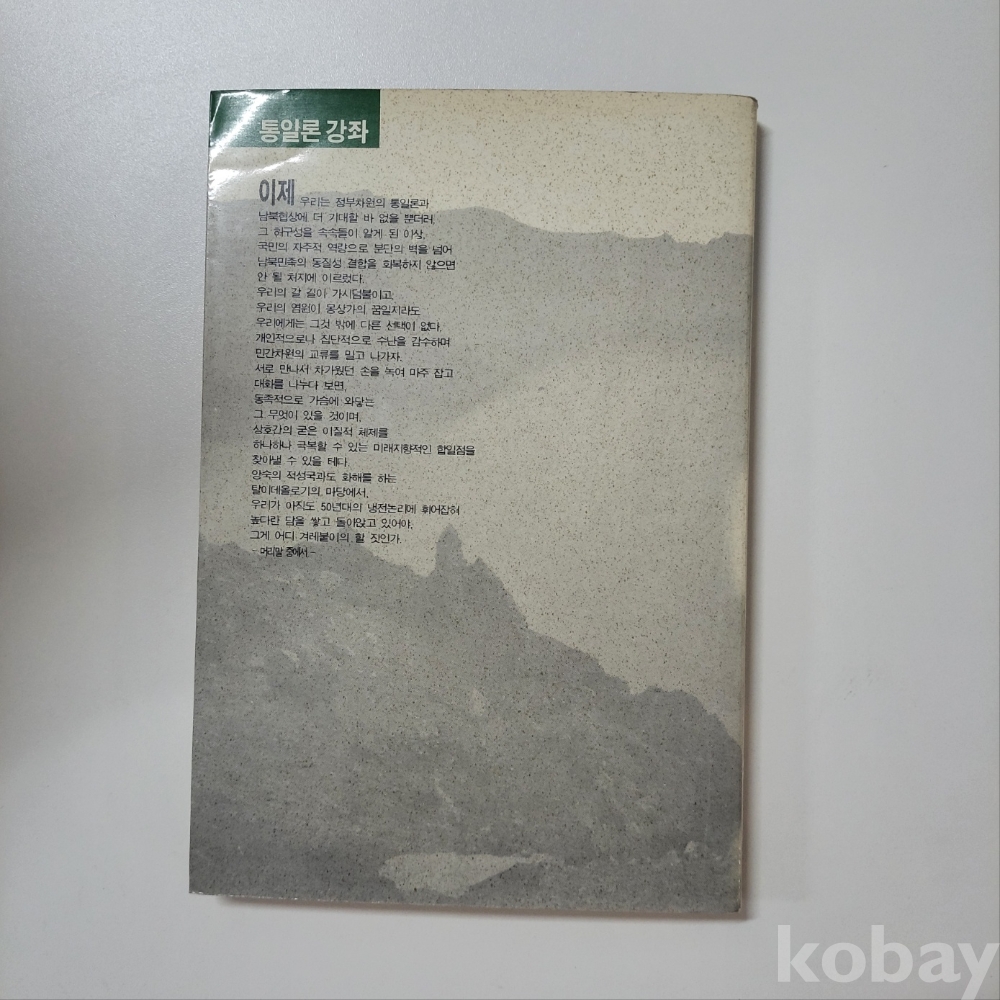 통일론 강좌
이제 우리는 정부차원의 통일론과
남북협상에 더 기대할 바 없을 뿐더러,
그 허구성을 속속들이 알게 된 이상,
국민의 자주적 역량으로 분단의 벽을 넘어
남북민족의 동질성 결합을 회복하지 않으면
안 될 처지에 이르렀다.
우리의 갈 길이 가시덤불이고,
우리의 염원이 몽상가의 꿈일지라도
우리에게는 그것 밖에 다른 선택이 없다.
개인적으로나 집단적으로 수난을 감수하며
민간차원의 교류를 밀고 나가자.
서로 만나서 차가웠던 손을 녹여 마주 잡고
대화를 나누다 보면,
동족적으로 가슴에 와닿는
그 무엇이 있을 것이며,
상호간의 굳은 이질적 체제를
하나하나 극복할 수 있는 미래지향적인 합일점을
찾아낼 수 있을 테다.
앙숙의 적성국과도 화해를 하는
탈이데올로기의 마당에서,
우리가 아직도 50년대의 냉전논리에 휘어잡혀
높다란 담을 쌓고 돌아앉고 있어야,
그게 어디 겨레붙이의 할 짓인가.
- 머리말 중에서 -
kobay